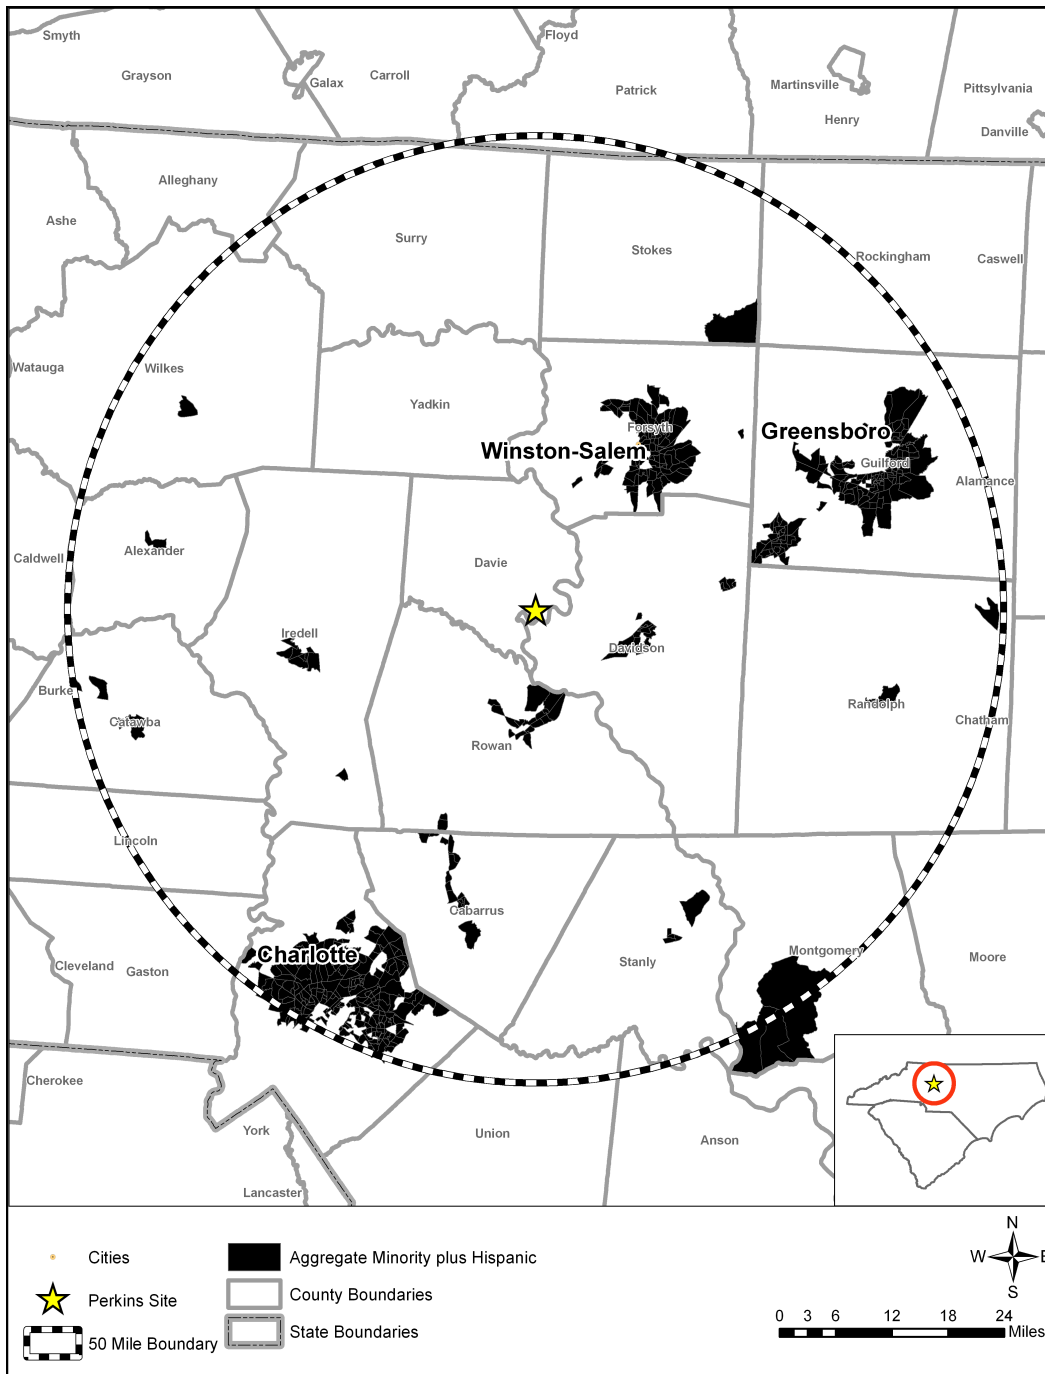 Smyth
Floyd
Grayson
Galax
Carroll
Patrick
Martinsville
Henry
Pittsylvania
Danville
Alleghany
Ashe
Surry
Stokes
Rockingham
Caswell
Watauga
Wilkes
Yadkin
Forsyth
Winston-Salem
Greensboro
Guilford
Alamance
Caldwell
Alexander
Davie
Iredell
Davidson
Burke
Catawba
Rowan
Randolph
Chatham
Lincoln
Cabarrus
Charlotte
Cleveland
Gaston
Stanly
Montgomery
Moore
Cherokee
York
Union
Anson
Lancaster
Cities
Perkins Site
50 Mile Boundary
Aggregate Minority plus Hispanic
County Boundaries
State Boundaries
N
W E
S
0 3 6 12 18 24
Miles